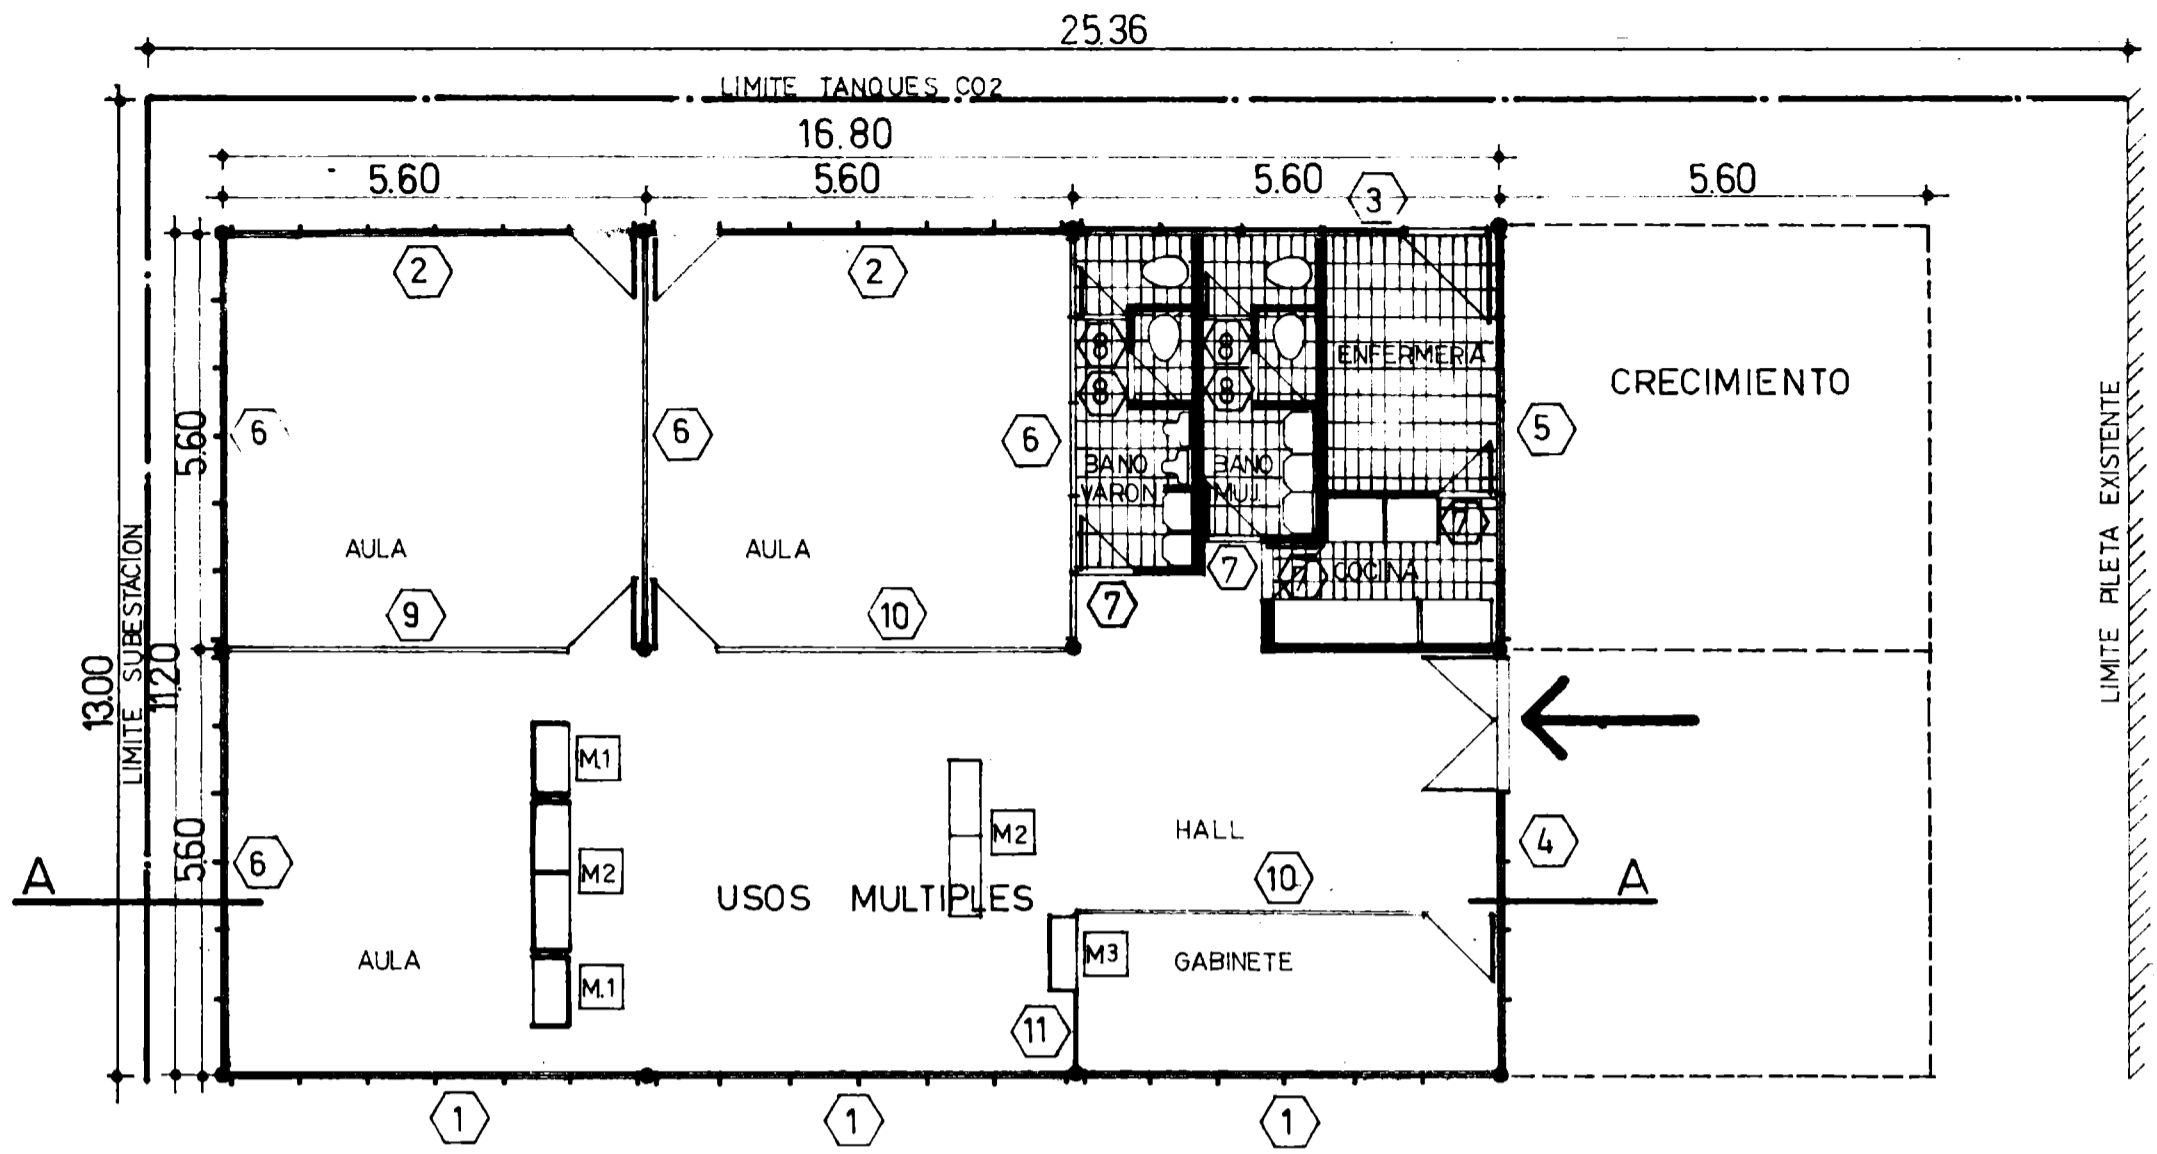 25.36
LIMITE TANQUES CO2
16.80
5.60
5.60
5.60
5.60
3
2
2
8
8
ENFERMERIA
8
8
CRECIMIENTO
6
6
6
5
5.60
BANO
VARON
BANO
MUJ.
7
AULA
AULA
7
7
COCINA
9
10
7
LIMITE SUBESTACION
13.00
11.20
LIMITE PILETA EXISTENTE
M.1
M2
HALL
4
5.60
6
A
M2
10
A
USOS MULTIPLES
AULA
M3
GABINETE
M.1
11
1
1
1